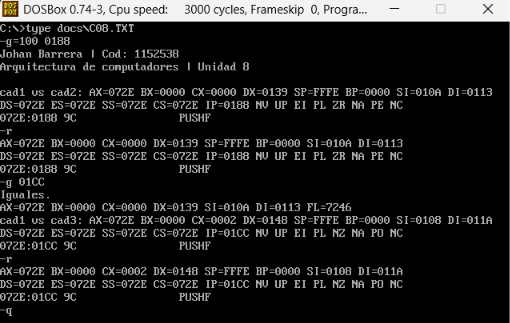 DOSBox 0.74-3, Cpu speed: 3000 cycles, Frameskip 0, Progra...
C:\>type docs\C08.TXT
-g=100 0188
Johan Barrera | Cod: 1152538
Arquitectura de computadores | Unidad 8
cad1 vs cad2: AX=072E BX=0000 CX=0000 DX=0139 SP=FFFE BP=0000 SI=010A DI=0113
DS=072E ES=072E SS=072E CS=072E IP=0188 NV UP EI PL ZR NA PE NC
072E:0188 9C PUSHF
-r
AX=072E BX=0000 CX=0000 DX=0139 SP=FFFE BP=0000 SI=010A DI=0113
DS=072E ES=072E SS=072E CS=072E IP=0188 NV UP EI PL ZR NA PE NC
072E:0188 9C PUSHF
-g 01CC
Iguales.
AX=072E BX=0000 CX=0000 DX=0139 SI=010A DI=0113 FL=7246
cad1 vs cad3: AX=072E BX=0000 CX=0002 DX=0148 SP=FFFE BP=0000 SI=0108 DI=011A
DS=072E ES=072E SS=072E CS=072E IP=01CC NV UP EI PL NZ NA PO NC
072E:01CC 9C PUSHF
-r
AX=072E BX=0000 CX=0002 DX=0148 SP=FFFE BP=0000 SI=0108 DI=011A
DS=072E ES=072E SS=072E CS=072E IP=01CC NV UP EI PL NZ NA PO NC
072E:01CC 9C PUSHF
-q